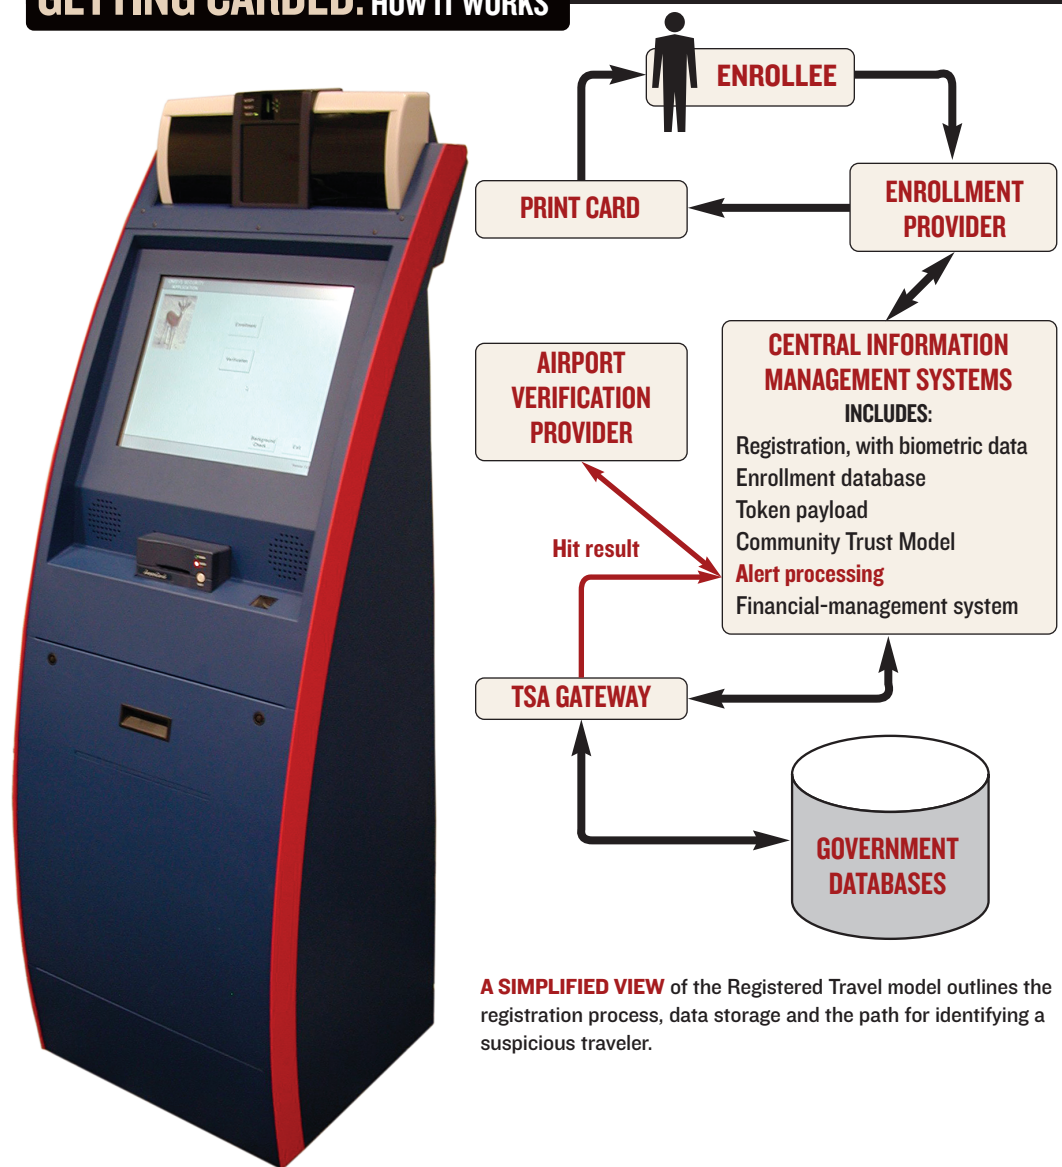 GETTING CARDED: HOW IT WORKS
ENROLLEE
PRINT CARD
ENROLLMENT
PROVIDER
AIRPORT
VERIFICATION
PROVIDER
CENTRAL INFORMATION
MANAGEMENT SYSTEMS
INCLUDES:
Registration, with biometric data
Enrollment database
Token payload
Community Trust Model
Alert processing
Financial-management system
Hit result
TSA GATEWAY
GOVERNMENT
DATABASES
A SIMPLIFIED VIEW of the Registered Travel model outlines the
registration process, data storage and the path for identifying a
suspicious traveler.
Enrollment
Verification
Background
Check
Exit